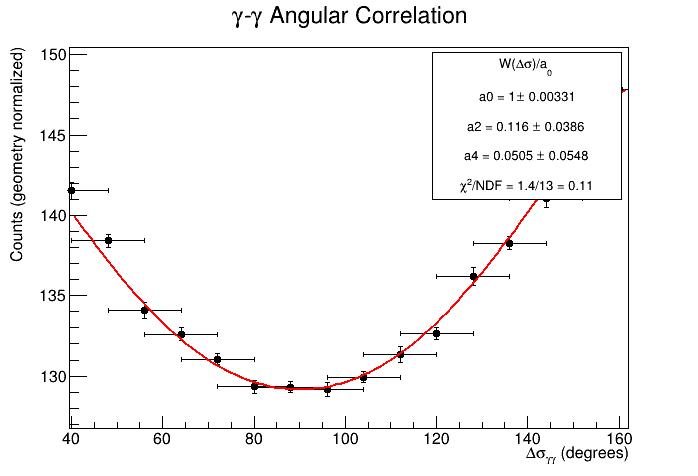 γ-γ Angular Correlation
Counts (geometry normalized)
150
145
140
135
130
W(Δσ)/a0
a0 = 1± 0.00331
a2 = 0.116 ± 0.0386
a4 = 0.0505 ± 0.0548
χ²/NDF = 1.4/13 = 0.11
40 60 80 100 120 140 160
Δσγγ (degrees)